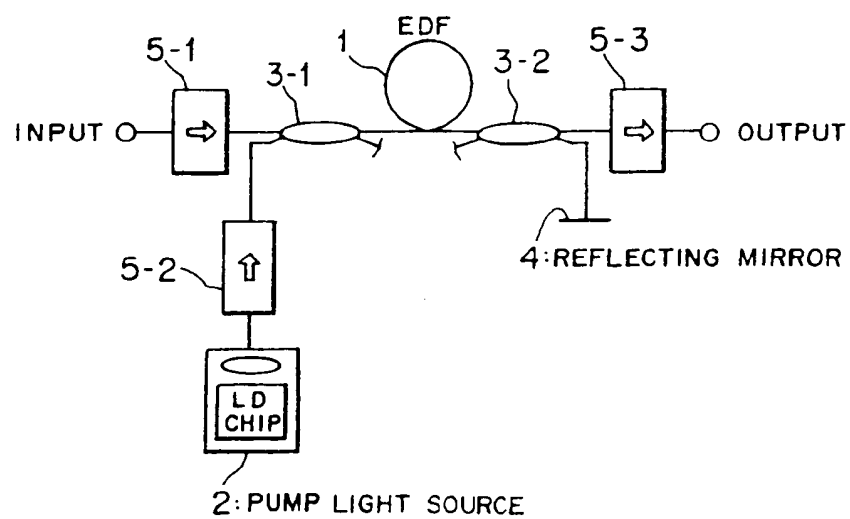 EDF
5-1
1
5-3
3-1
3-2
INPUT
OUTPUT
4:REFLECTING MIRROR
5-2
LD
CHIP
2:PUMP LIGHT SOURCE